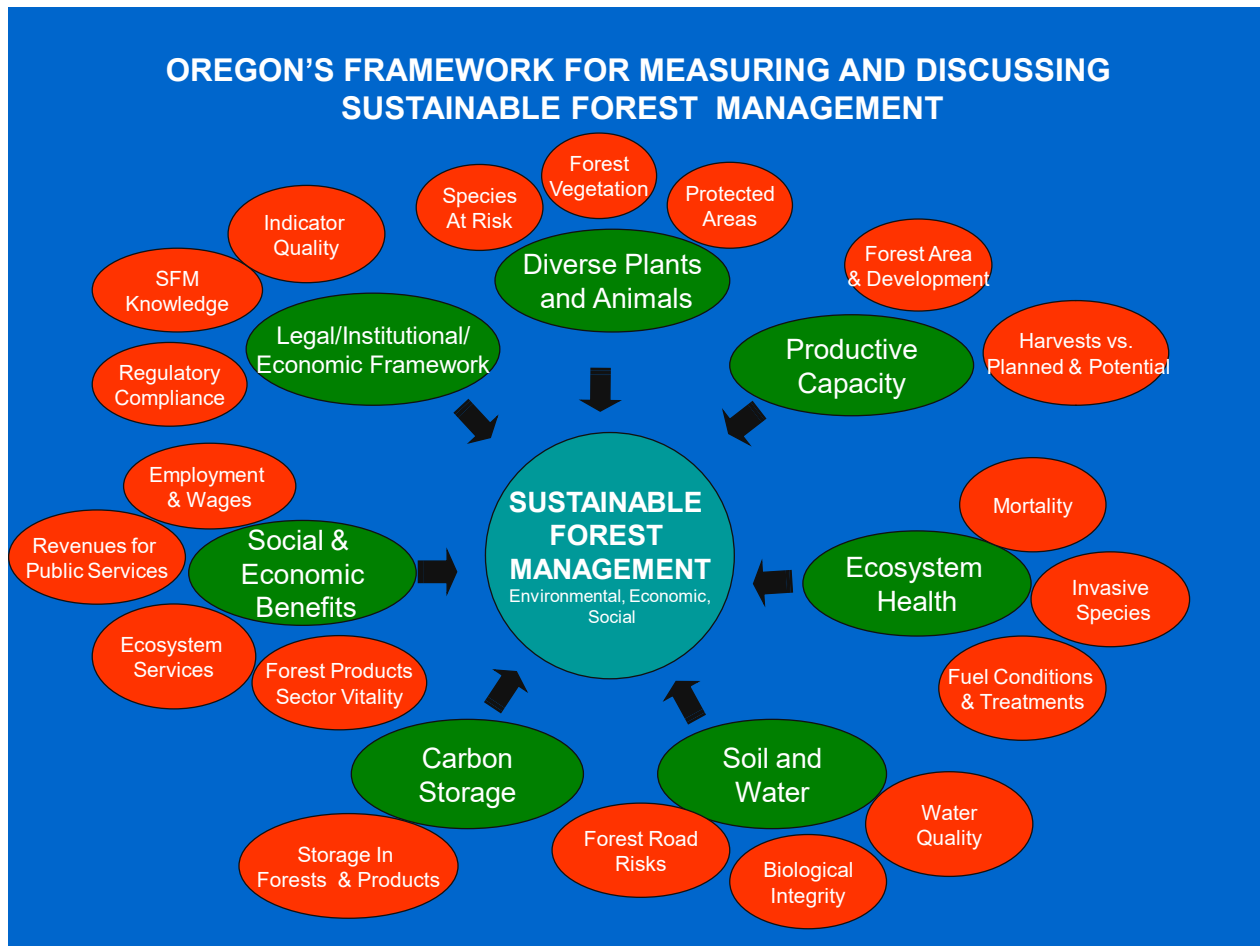 OREGON'S FRAMEWORK FOR MEASURING AND DISCUSSING
SUSTAINABLE FOREST MANAGEMENT
Forest
Vegetation
Species
At Risk
Protected
Areas
Diverse Plants
and Animals
Indicator
Quality
SFM
Knowledge
Regulatory
Compliance
Legal/Institutional/
Economic Framework
Forest Area
& Development
Harvests vs.
Planned & Potential
Productive
Capacity
Employment
& Wages
Revenues for
Public Services
Ecosystem
Services
Forest Products
Sector Vitality
Social &
Economic
Benefits
SUSTAINABLE
FOREST
MANAGEMENT
Environmental, Economic,
Social
Mortality
Invasive
Species
Fuel Conditions
& Treatments
Ecosystem
Health
Carbon
Storage
Storage In
Forests & Products
Soil and
Water
Forest Road
Risks
Biological
Integrity
Water
Quality